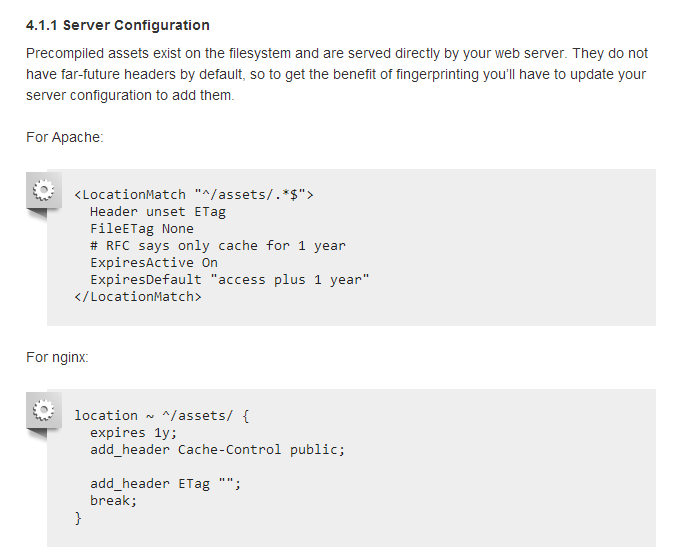 4.1.1 Server Configuration
Precompiled assets exist on the filesystem and are served directly by your web server. They do not
have far-future headers by default, so to get the benefit of fingerprinting you'll have to update your
server configuration to add them.
For Apache:
<LocationMatch "^/assets/.*$">
  Header unset ETag
  FileETag None
  # RFC says only cache for 1 year
  ExpiresActive On
  ExpiresDefault "access plus 1 year"
</LocationMatch>
For nginx:
location ~ ^/assets/ {
  expires 1y;
  add_header Cache-Control public;
  add_header ETag "";
  break;
}